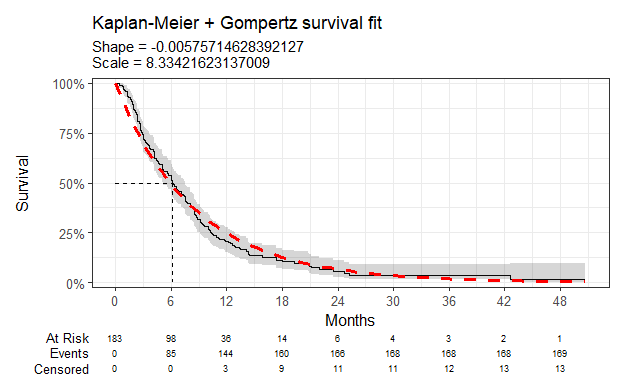 Kaplan-Meier + Gompertz survival fit
Shape = -0.00575714628392127
Scale = 8.33421623137009
100%
75%
50%
25%
0%
Survival
0 6 12 18 24 30 36 42 48
Months
At Risk 183 98 36 14 6 4 3 2 1
Events 0 85 144 160 166 168 168 168 169
Censored 0 0 3 9 11 11 12 13 13